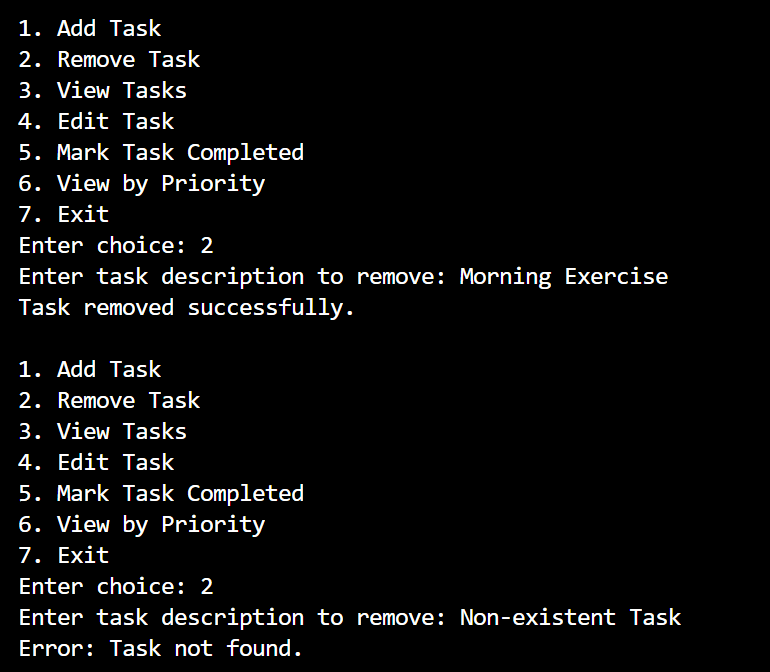 1. Add Task
2. Remove Task
3. View Tasks
4. Edit Task
5. Mark Task Completed
6. View by Priority
7. Exit
Enter choice: 2
Enter task description to remove: Morning Exercise
Task removed successfully.
1. Add Task
2. Remove Task
3. View Tasks
4. Edit Task
5. Mark Task Completed
6. View by Priority
7. Exit
Enter choice: 2
Enter task description to remove: Non-existent Task
Error: Task not found.